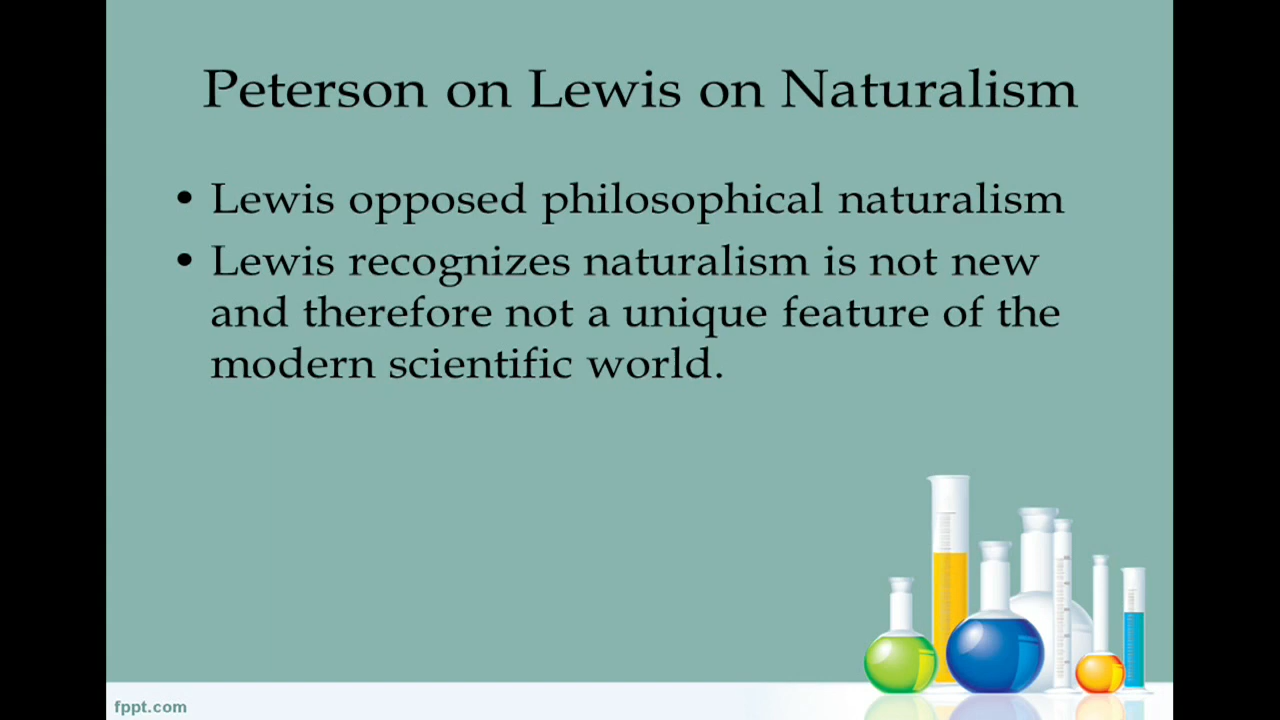 Peterson on Lewis on Naturalism
• Lewis opposed philosophical naturalism
• Lewis recognizes naturalism is not new
and therefore not a unique feature of the
modern scientific world.
fppt.com